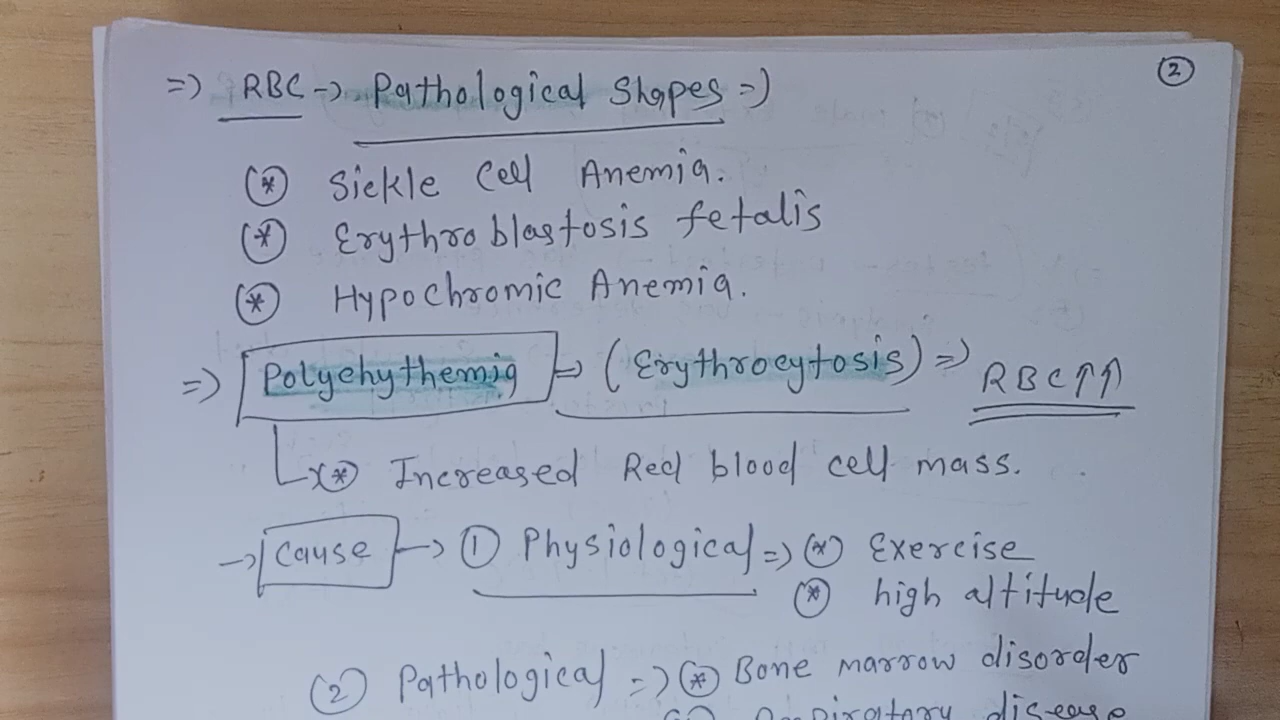 ②
=> RBC -> Pathological Shapes =>
(*) Sickle Cell Anemia.
(*) Erythroblastosis fetalis
(*) Hypochromic Anemia.
=> Polychythemia => (Erythrocytosis) => RBC↑↑
(*) Increased Red blood cell mass.
-> Cause -> ① Physiological => (*) Exercise
(*) high altitude
② Pathological => (*) Bone marrow disorder
disease